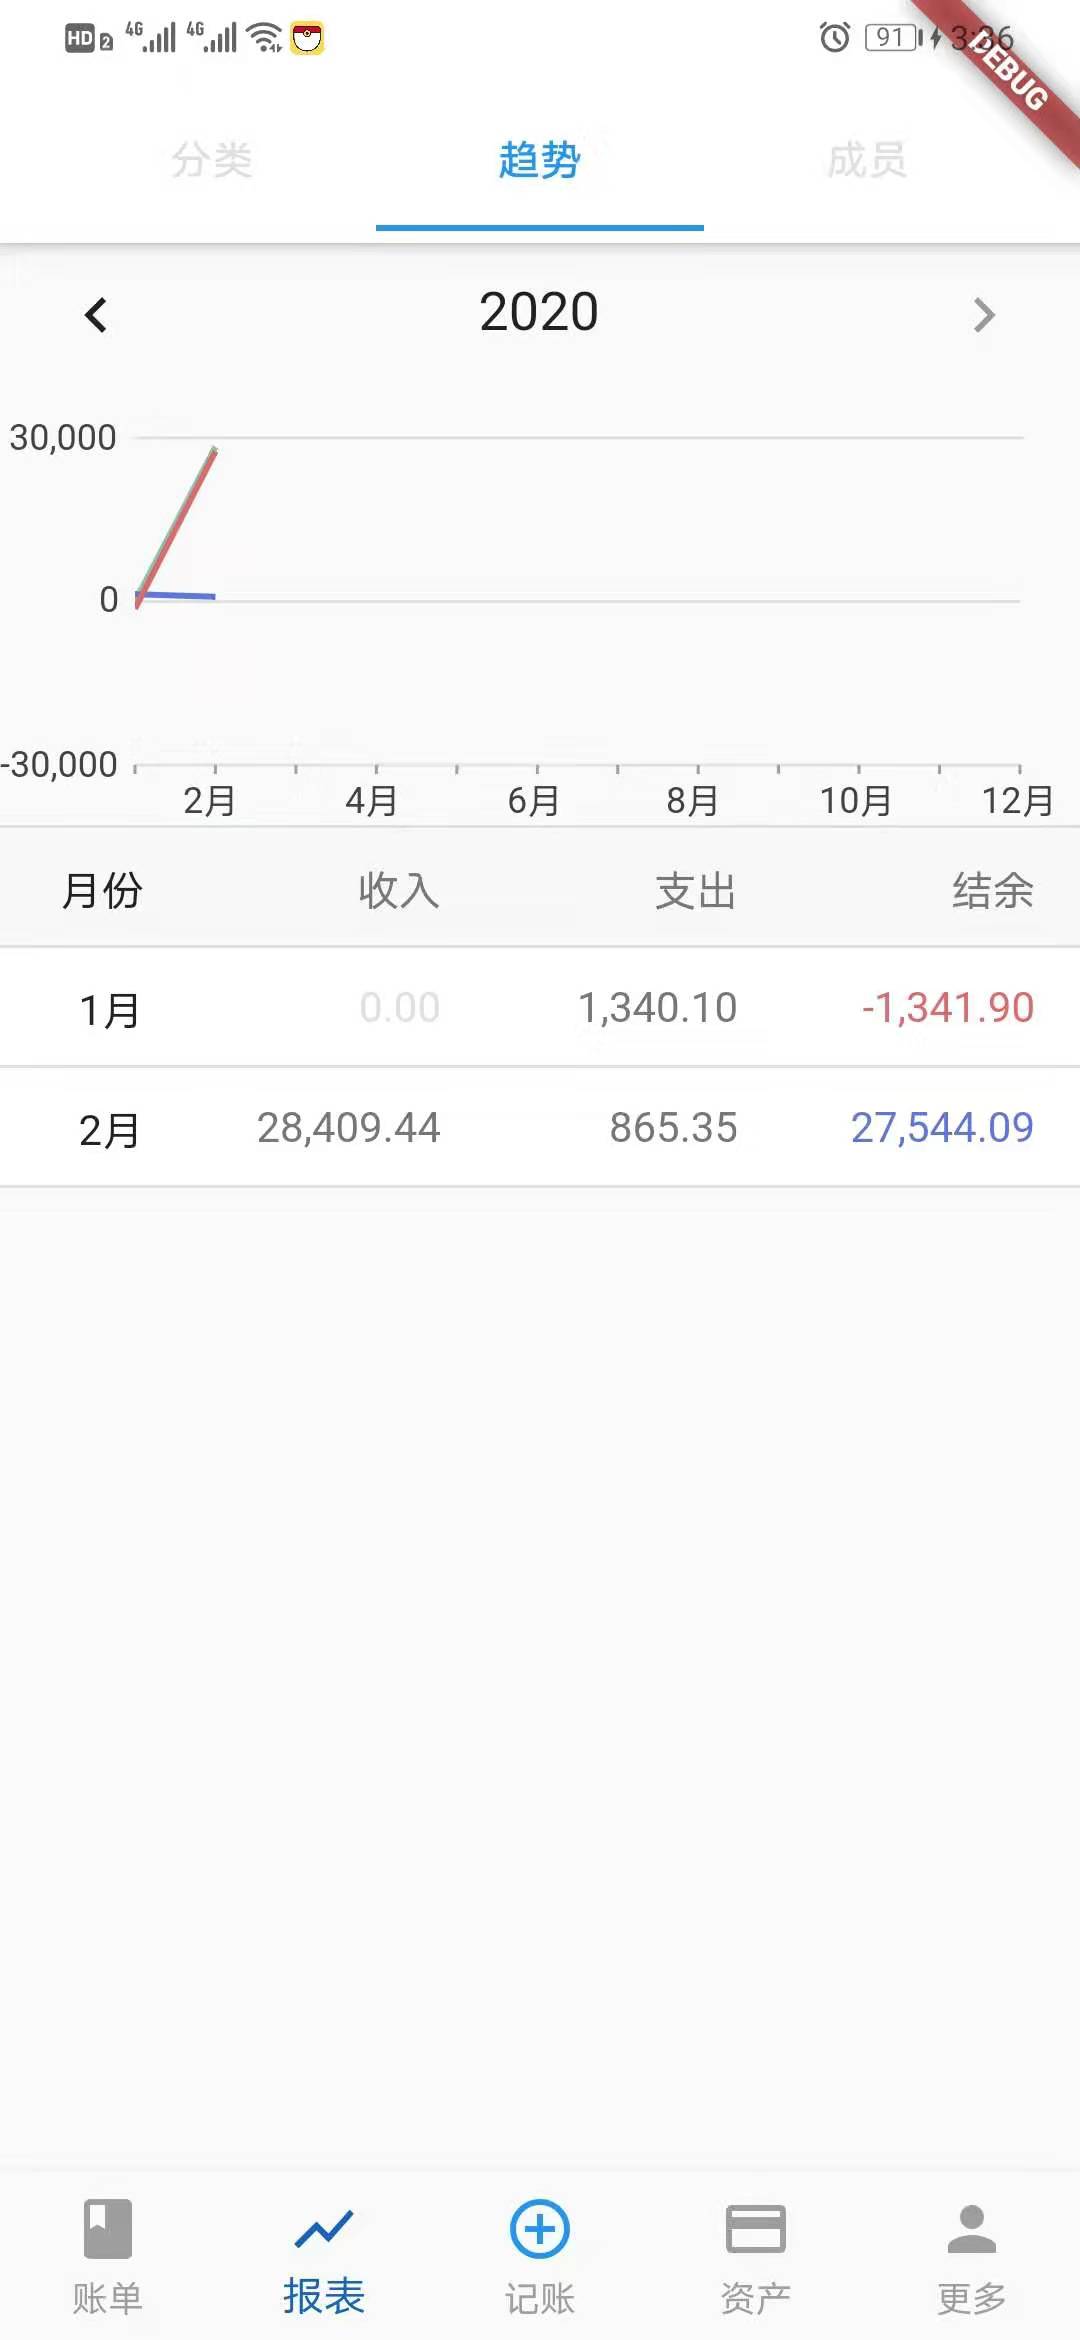 HD 2 4G 4G 91 3:36
DEBUG
分类 趋势 成员
2020
30,000
0
-30,000
2月 4月 6月 8月 10月 12月
月份 收入 支出 结余
1月 0.00 1,340.10 -1,341.90
2月 28,409.44 865.35 27,544.09
账单 报表 记账 资产 更多